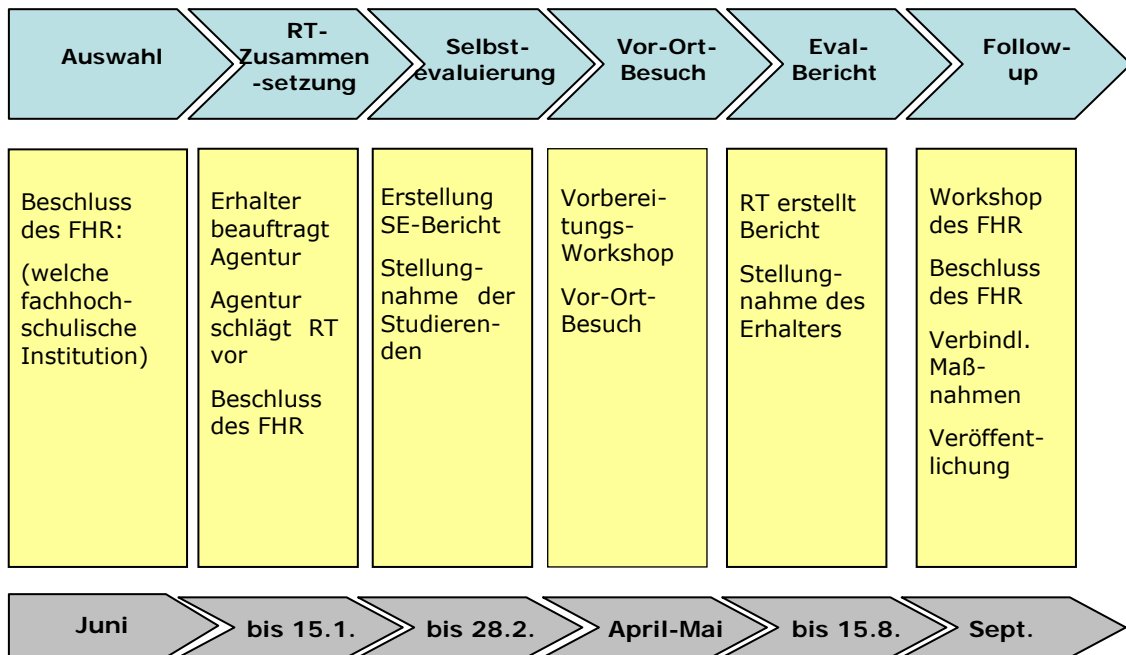 Auswahl
RT-
Zusammen
-setzung
Selbst-
evaluierung
Vor-Ort-
Besuch
Eval-
Bericht
Follow-
up
Beschluss
des FHR:
(welche
fachhoch-
schulische
Institution)
Erhalter
beauftragt
Agentur
Agentur
schlägt RT
vor
Beschluss
des FHR
Erstellung
SE-Bericht
Stellung-
nahme der
Studieren-
den
Vorberei-
tungs-
Workshop
Vor-Ort-
Besuch
RT erstellt
Bericht
Stellung-
nahme des
Erhalters
Workshop
des FHR
Beschluss
des FHR
Verbindl.
Maß-
nahmen
Veröffent-
lichung
Juni
bis 15.1.
bis 28.2.
April-Mai
bis 15.8.
Sept.